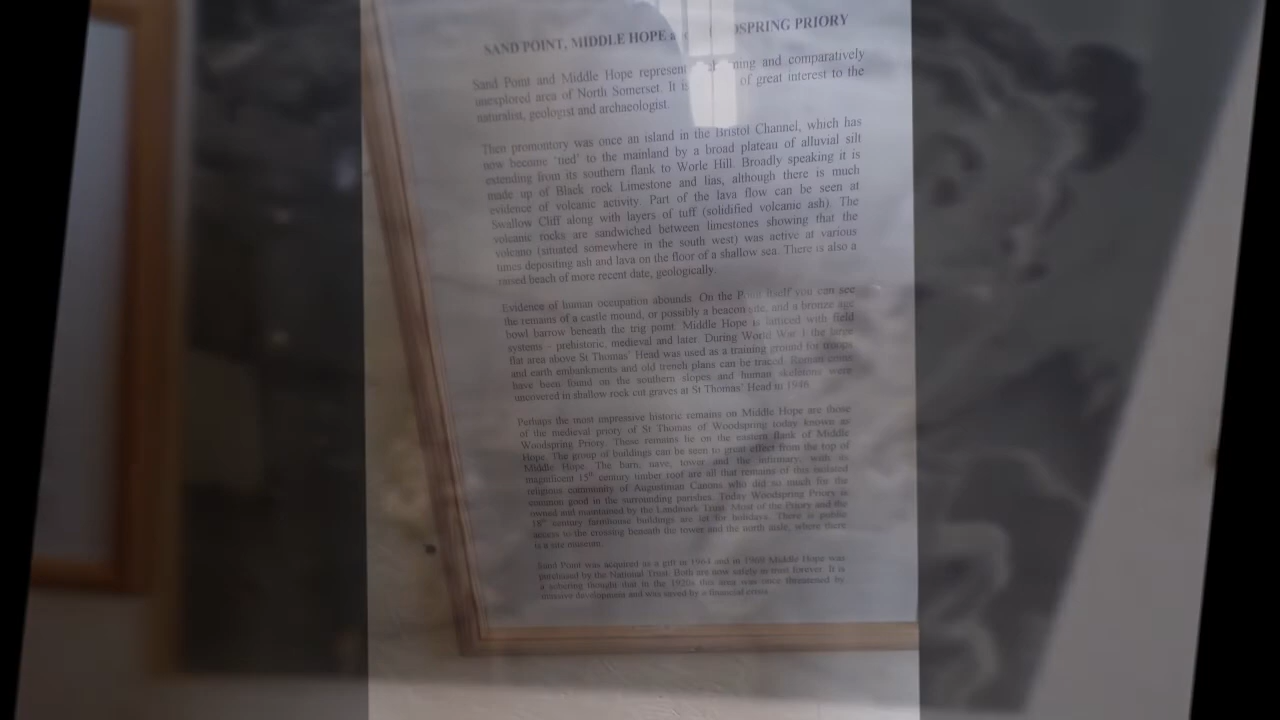 SAND POINT, MIDDLE HOPE SPRING PRIORY
Sand Point and Middle Hope represent and comparatively
unexplored area of North Somerset. It is of great interest to the
naturalist, geologist and archaeologist.
Then promontory was once an island in the Bristol Channel, which has
now become 'tied' to the mainland by a broad plateau of alluvial silt
extending from its southern flank to Worle Hill. Broadly speaking it is
made up of Black rock Limestone and lias, although there is much
evidence of volcanic activity. Part of the lava flow can be seen at
Swallow Cliff along with layers of tuff (solidified volcanic ash). The
volcanic rocks are sandwiched between limestones showing that the
volcano (situated somewhere in the south west) was active at various
times depositing ash and lava on the floor of a shallow sea. There is also a
raised beach of more recent date, geologically.
Evidence of human occupation abounds. On the Point itself you can see
the remains of a castle mound, or possibly a beacon site, and a bronze age
bowl barrow beneath the trig point. Middle Hope is latticed with field
systems – prehistoric, medieval and later. During World War 1 the large
flat area above St Thomas' Head was used as a training ground for troops
and earth embankments and old trench plans can be traced. Roman coins
have been found on the southern slopes and human skeletons were
uncovered in shallow rock cut graves at St Thomas' Head in
Perhaps the most impressive historic remains on Middle Hope are those
of the medieval priory of St Thomas of Woodspring today known as
Woodspring Priory. These remains lie on the eastern flank of Middle
Hope. The group of buildings can be seen to great effect from the top of
Middle Hope. The barn, nave, tower and the infirmary, with its
magnificent 15th century timber roof are all that remains of this isolated
religious community of Augustinian Canons who did so much for the
common good in the surrounding parishes. Today Woodspring Priory is
owned and maintained by the Landmark Trust. Most of the Priory and the
18th century farmhouse buildings are let for holidays. There is public
access to the crossing beneath the tower and the north aisle, where there
is a site museum.
Sand Point was acquired as a gift in 1964 and in 1968 Middle Hope was
purchased by the National Trust. Both are now safely in trust forever. It is
a sobering thought that in the 1920s this area was once threatened by
massive development and was saved by a financial crisis.